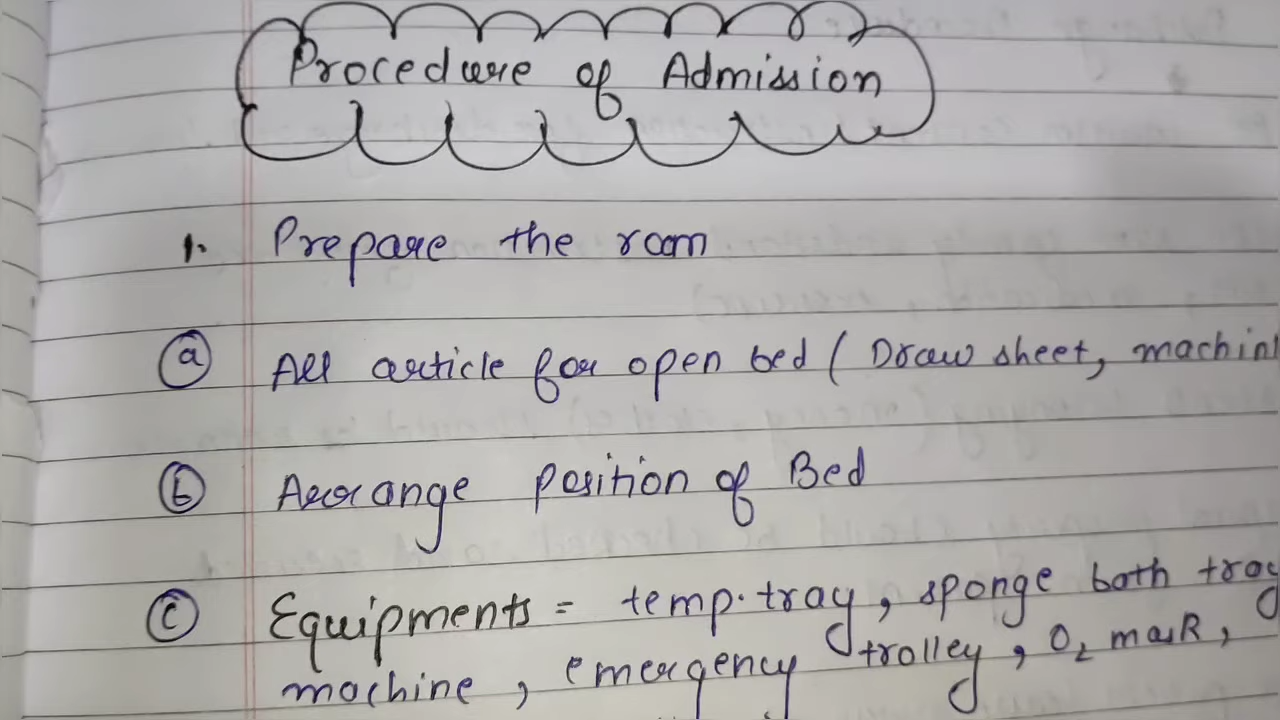 Procedure of Admission
1. Prepare the room
a All article for open bed ( Draw sheet, machin
b Arrange position of Bed
c Equipments = temp. tray, sponge bath tray
machine, emergency trolley, O2 mask,